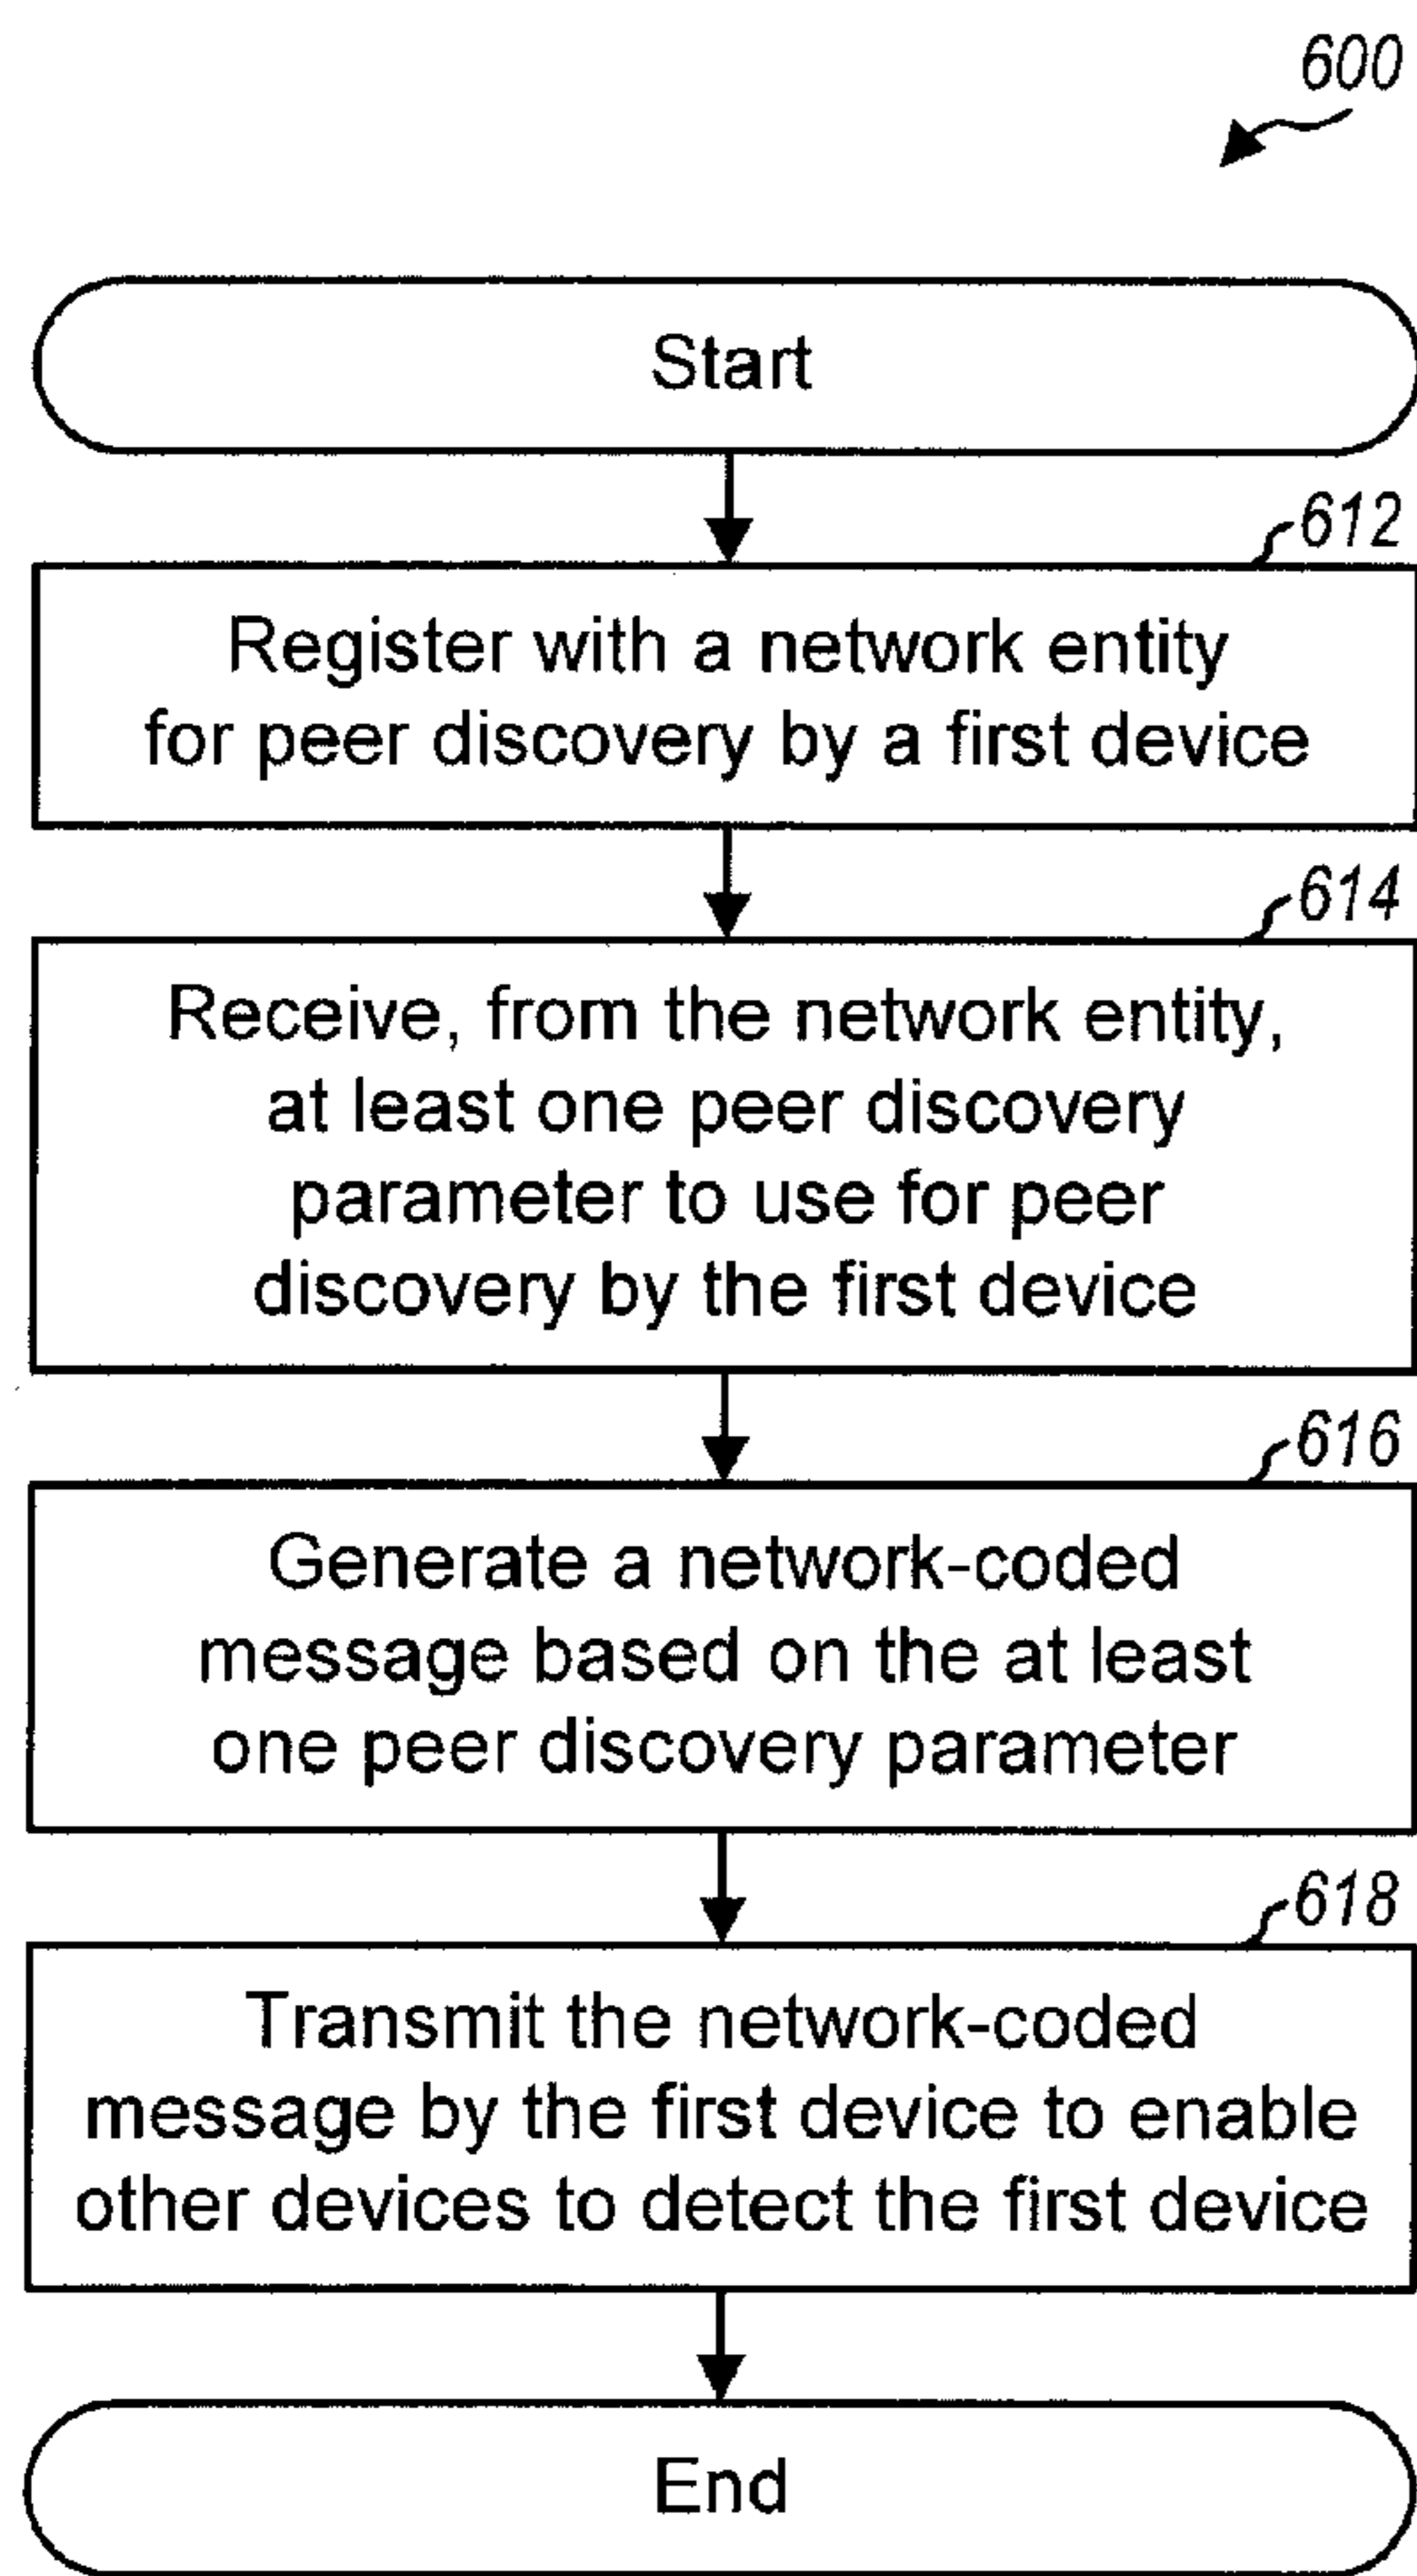 600
Start
612
Register with a network entity
for peer discovery by a first device
614
Receive, from the network entity,
at least one peer discovery
parameter to use for peer
discovery by the first device
616
Generate a network-coded
message based on the at least
one peer discovery parameter
618
Transmit the network-coded
message by the first device to enable
other devices to detect the first device
End